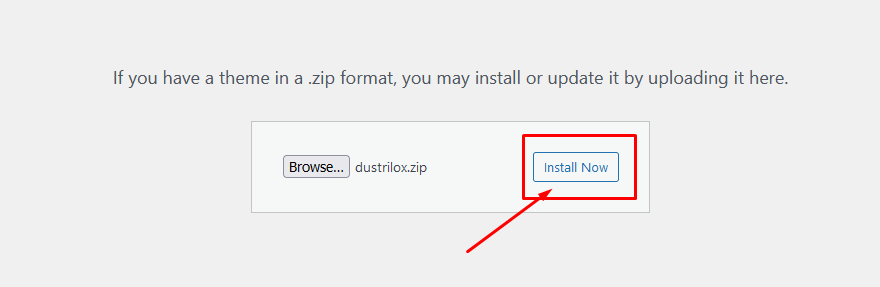 If you have a theme in a .zip format, you may install or update it by uploading it here.
Browse... dustrilox.zip Install Now